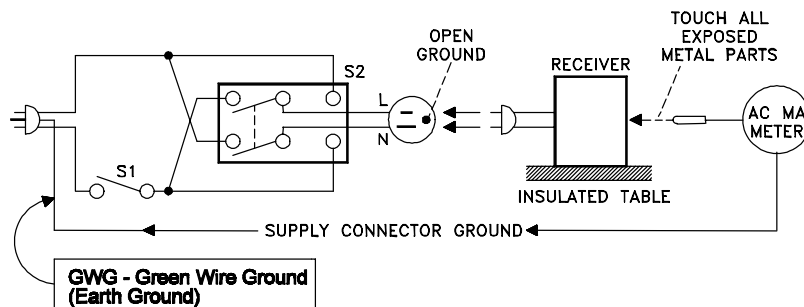 TOUCH ALL
EXPOSED
METAL PARTS
OPEN
GROUND
RECEIVER
S2
L
N
AC MA
METER
S1
INSULATED TABLE
SUPPLY CONNECTOR GROUND
GWG - Green Wire Ground
(Earth Ground)